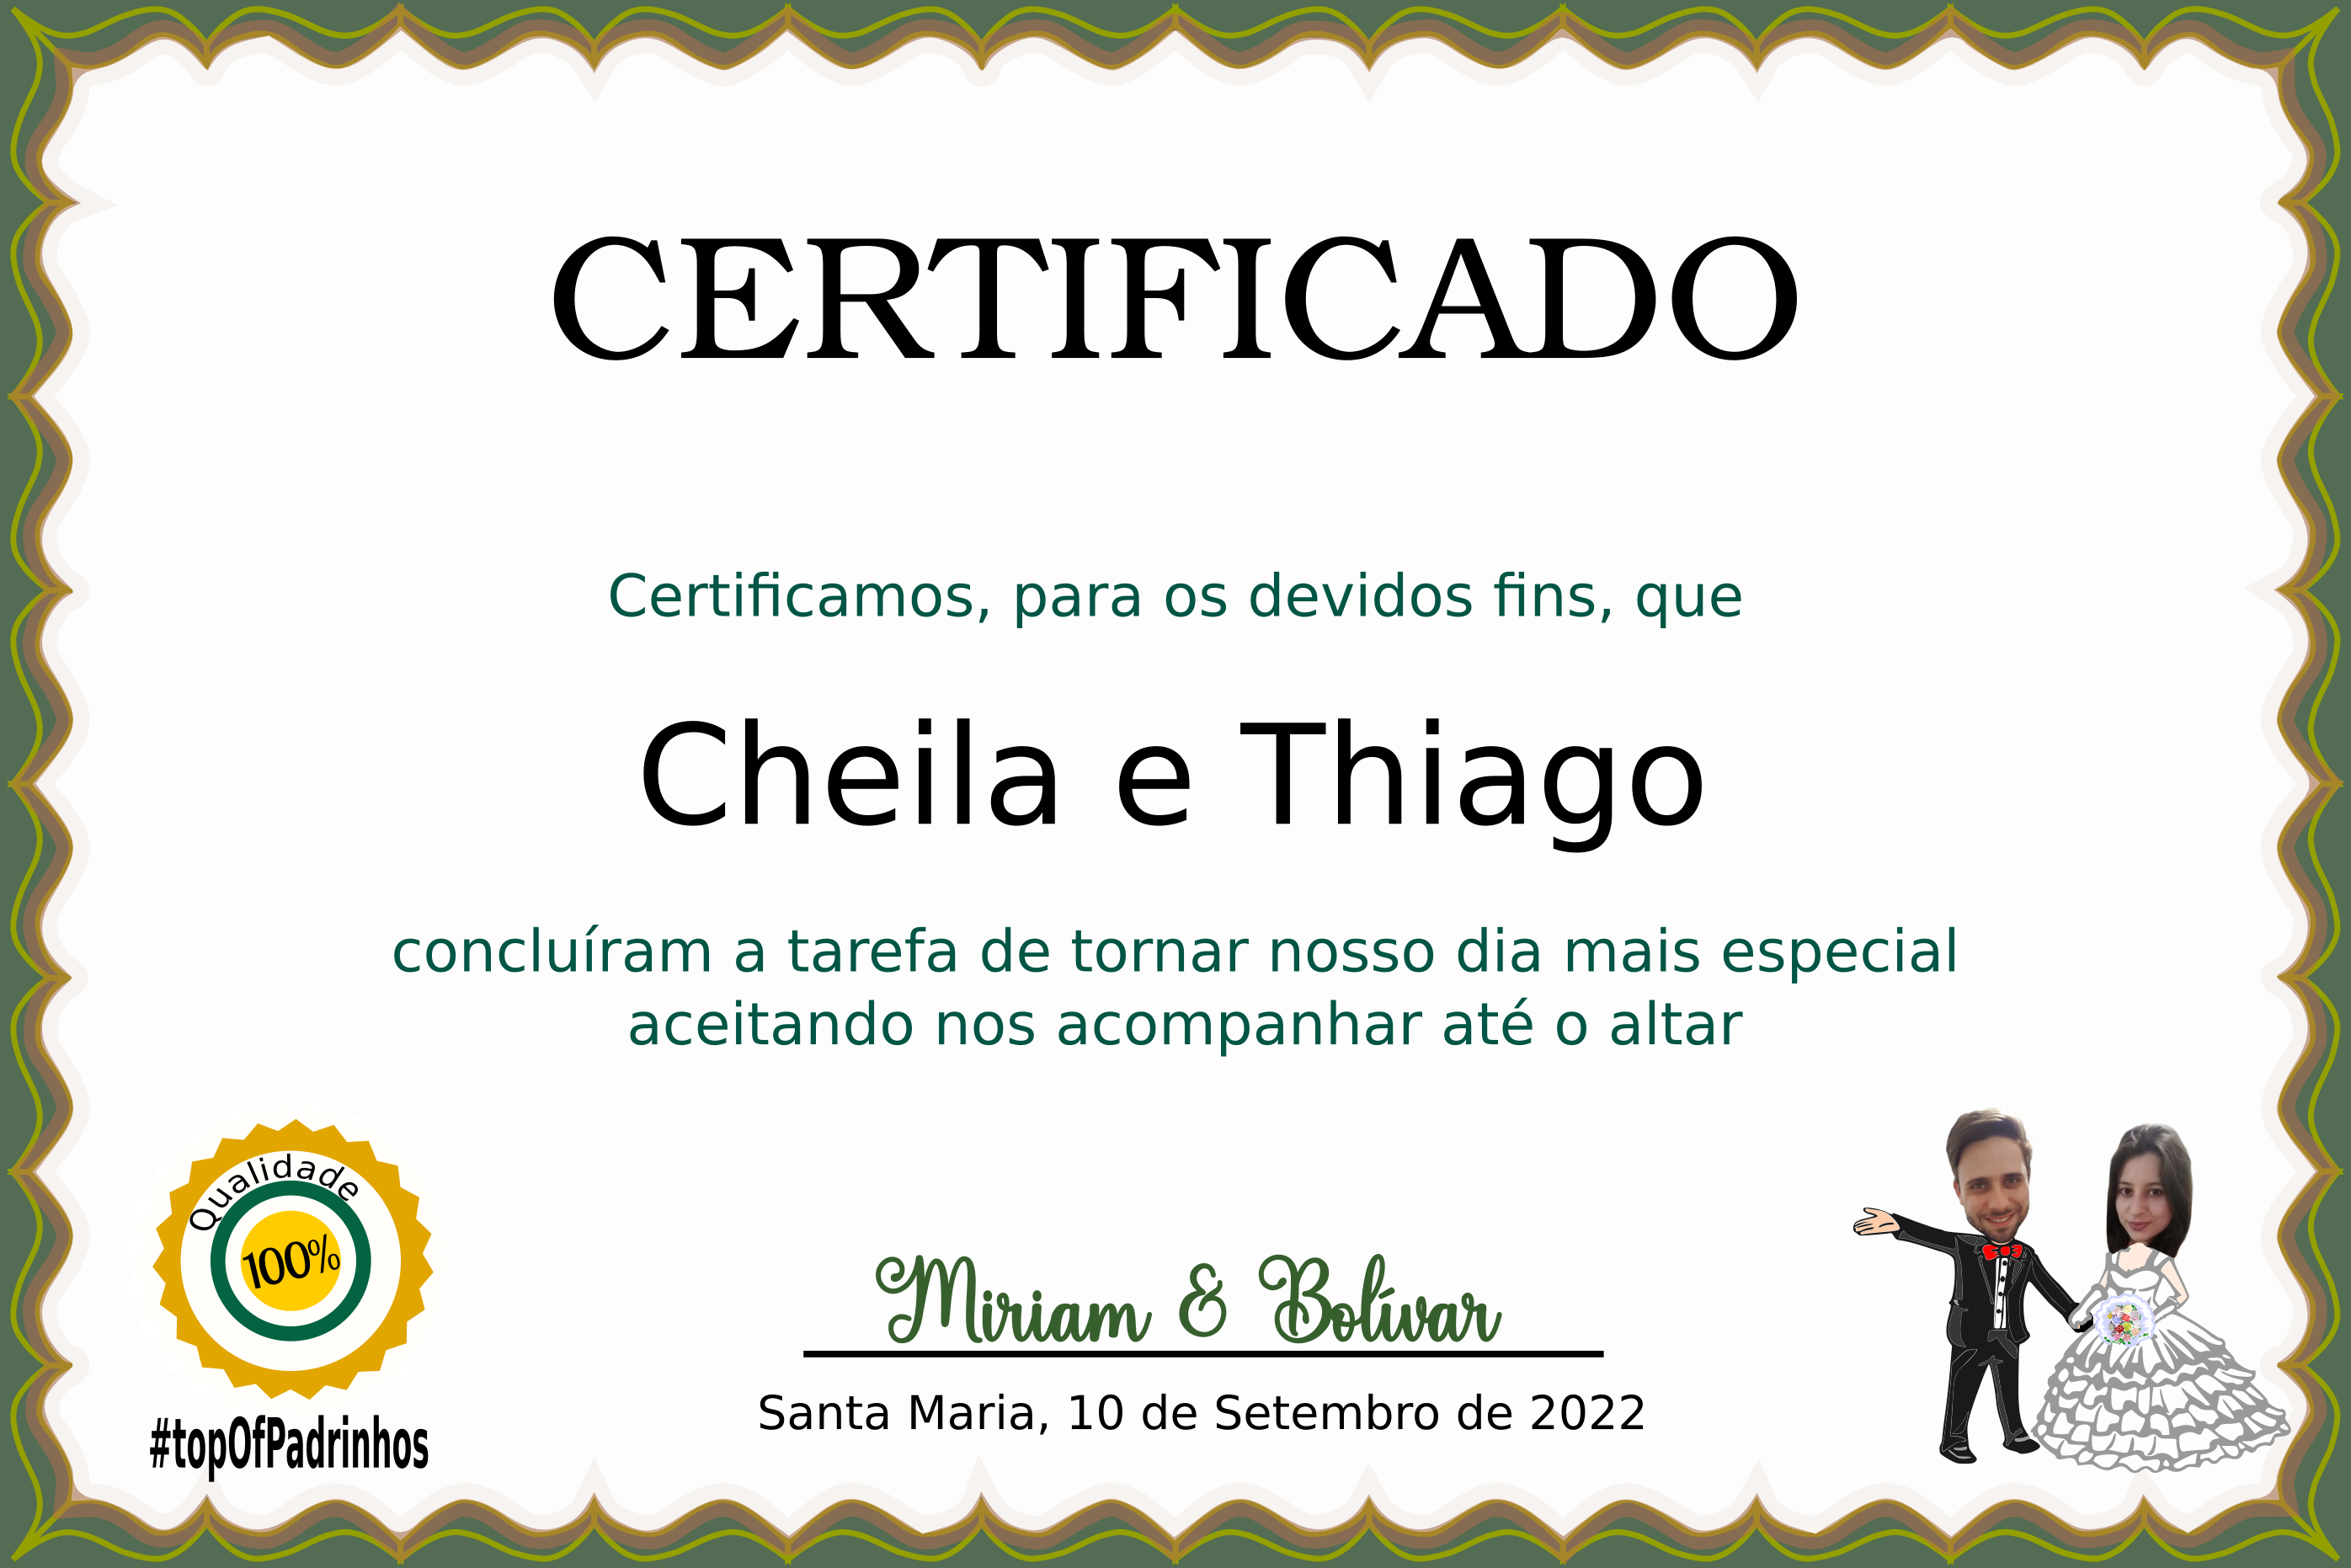 CERTIFICADO
Certificamos, para os devidos fins, que
Cheila e Thiago
concluíram a tarefa de tornar nosso dia mais especial
aceitando nos acompanhar até o altar
Qualidade
100%
#topOfPadrinhos
Miriam & Bolívar
Santa Maria, 10 de Setembro de 2022